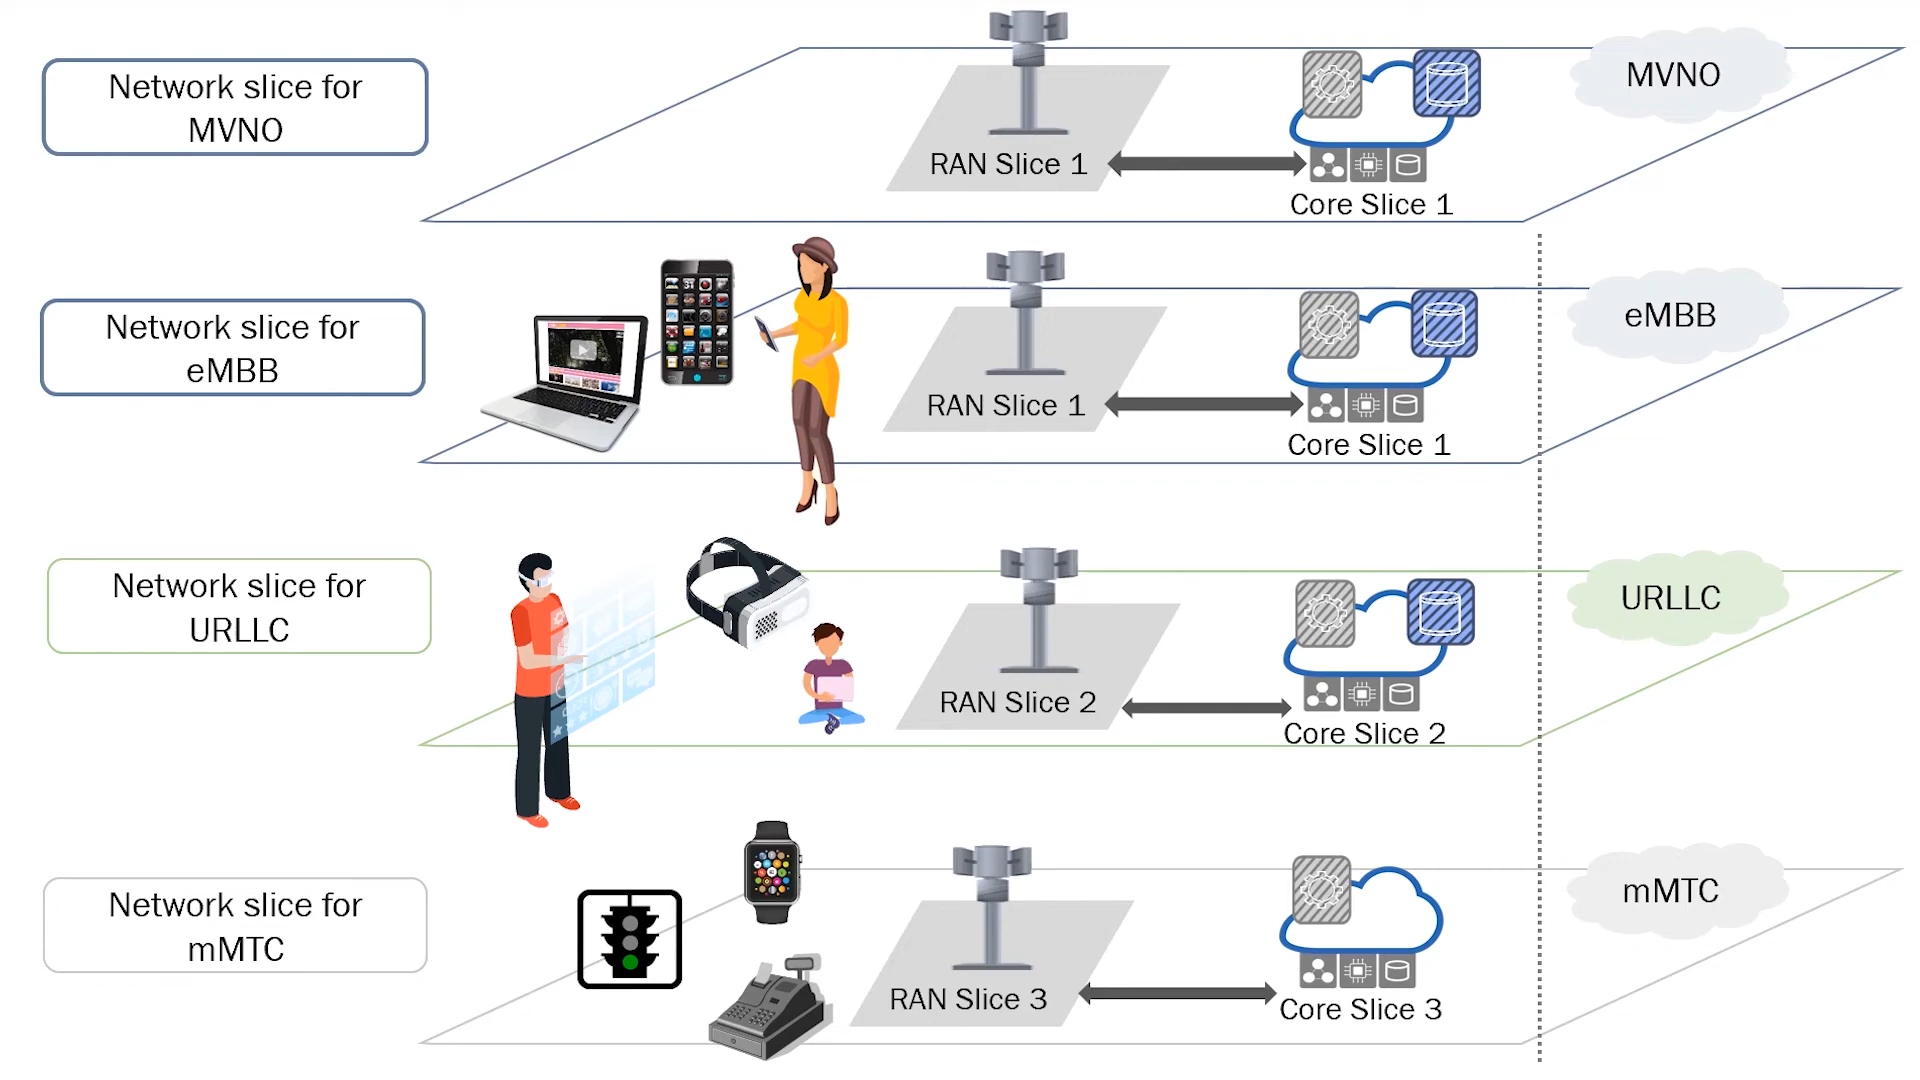 Network slice for
MVNO
RAN Slice 1
Core Slice 1
MVNO
Network slice for
eMBB
RAN Slice 1
Core Slice 1
eMBB
Network slice for
URLLC
RAN Slice 2
Core Slice 2
URLLC
Network slice for
mMTC
RAN Slice 3
Core Slice 3
mMTC